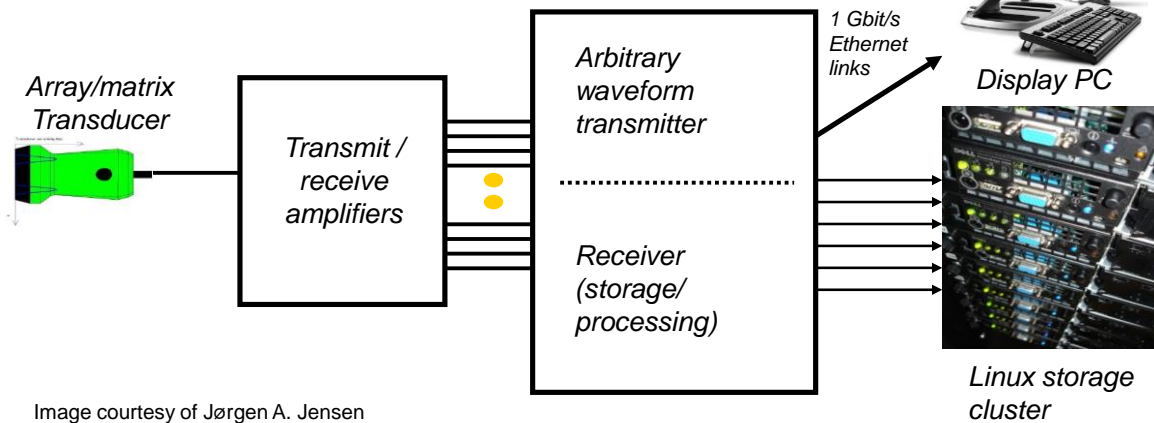 Array/matrix
Transducer
Transmit /
receive
amplifiers
Arbitrary
waveform
transmitter
Receiver
(storage/
processing)
1 Gbit/s
Ethernet
links
Display PC
Linux storage
cluster
Image courtesy of Jørgen A. Jensen